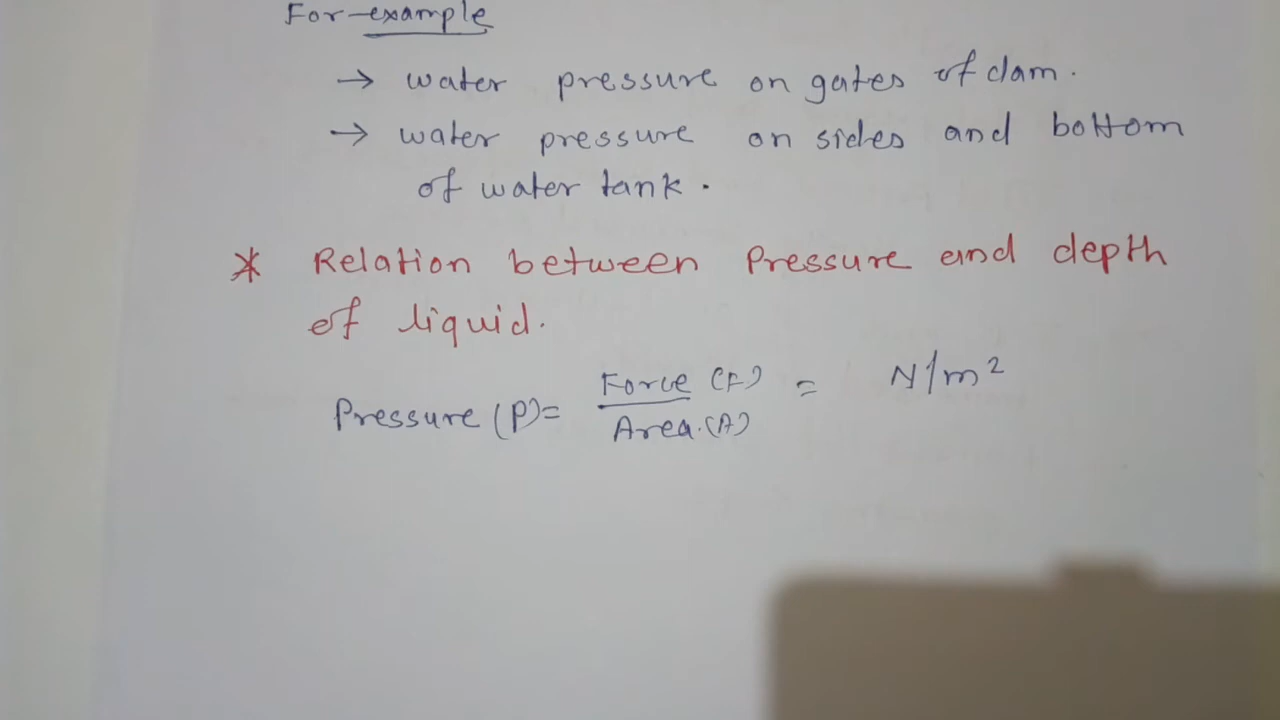 For-example
→ water pressure on gates of dam.
→ water pressure on sides and bottom
of water tank.
* Relation between Pressure and depth
of liquid.
Pressure (P) = Force (F) / Area.(A) = N/m²